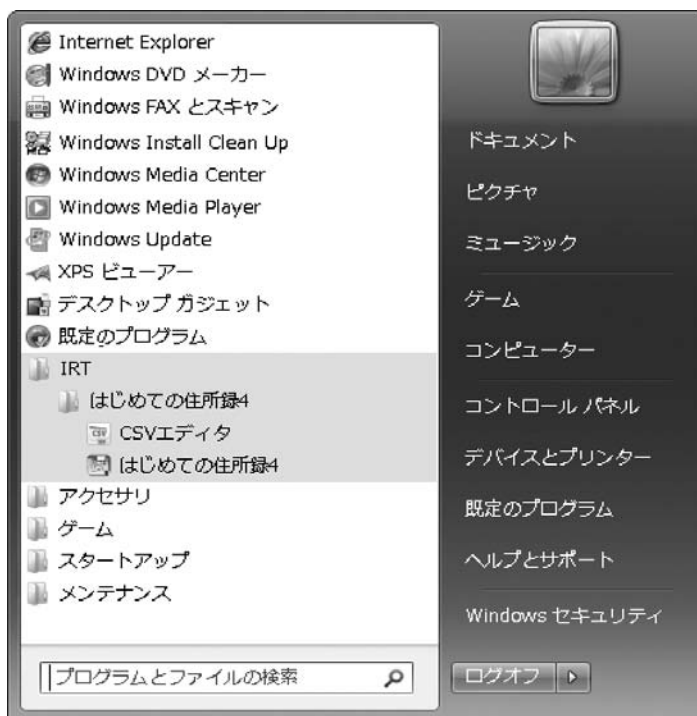 Internet Explorer
Windows DVD メーカー
Windows FAX とスキャン
Windows Install Clean Up
Windows Media Center
Windows Media Player
Windows Update
XPS ビューアー
デスクトップ ガジェット
既定のプログラム
IRT
はじめての住所録4
CSVエディタ
はじめての住所録4
アクセサリ
ゲーム
スタートアップ
メンテナンス
プログラムとファイルの検索
ドキュメント
ピクチャ
ミュージック
ゲーム
コンピューター
コントロール パネル
デバイスとプリンター
既定のプログラム
ヘルプとサポート
Windows セキュリティ
ログオフ